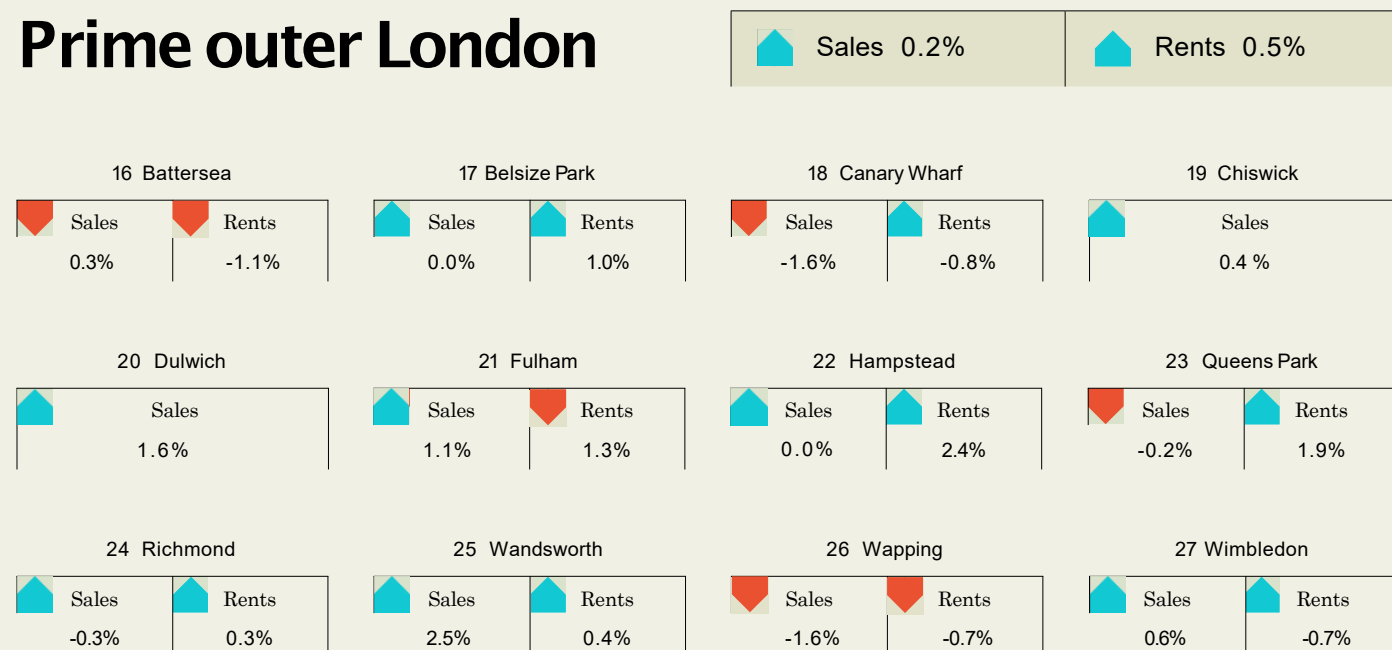 Prime outer London
Sales 0.2% Rents 0.5%
16 Battersea 17 Belsize Park 18 Canary Wharf 19 Chiswick
Sales Rents Sales Rents Sales Rents Sales
0.3% -1.1% 0.0% 1.0% -1.6% -0.8% 0.4 %
20 Dulwich 21 Fulham 22 Hampstead 23 Queens Park
Sales Sales Rents Sales Rents Sales Rents
1.6% 1.1% 1.3% 0.0% 2.4% -0.2% 1.9%
24 Richmond 25 Wandsworth 26 Wapping 27 Wimbledon
Sales Rents Sales Rents Sales Rents Sales Rents
-0.3% 0.3% 2.5% 0.4% -1.6% -0.7% 0.6% -0.7%